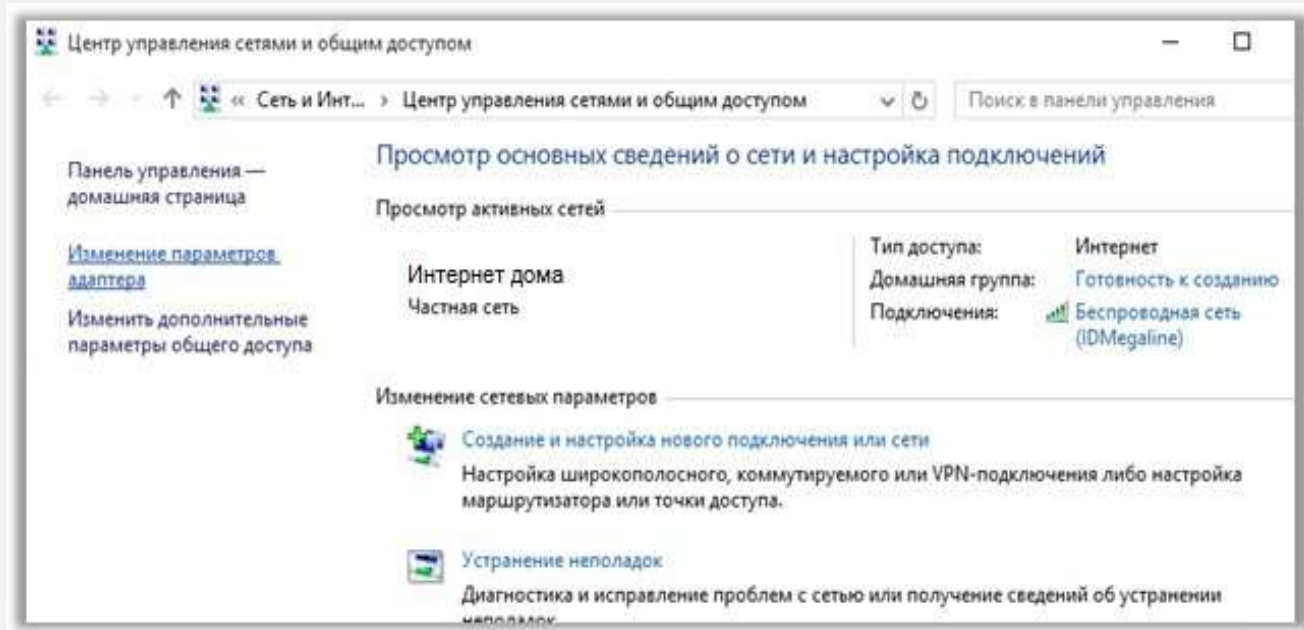 Центр управления сетями и общим доступом
« Сеть и Инт... › Центр управления сетями и общим доступом
Поиск в панели управления
Панель управления —
домашняя страница
Изменение параметров
адаптера
Изменить дополнительные
параметры общего доступа
Просмотр основных сведений о сети и настройка подключений
Просмотр активных сетей
Интернет дома
Частная сеть
Тип доступа: Интернет
Домашняя группа: Готовность к созданию
Подключения: Беспроводная сеть
(IDMegaline)
Изменение сетевых параметров
Создание и настройка нового подключения или сети
Настройка широкополосного, коммутируемого или VPN-подключения либо настройка
маршрутизатора или точки доступа.
Устранение неполадок
Диагностика и исправление проблем с сетью или получение сведений об устранении
неполадок